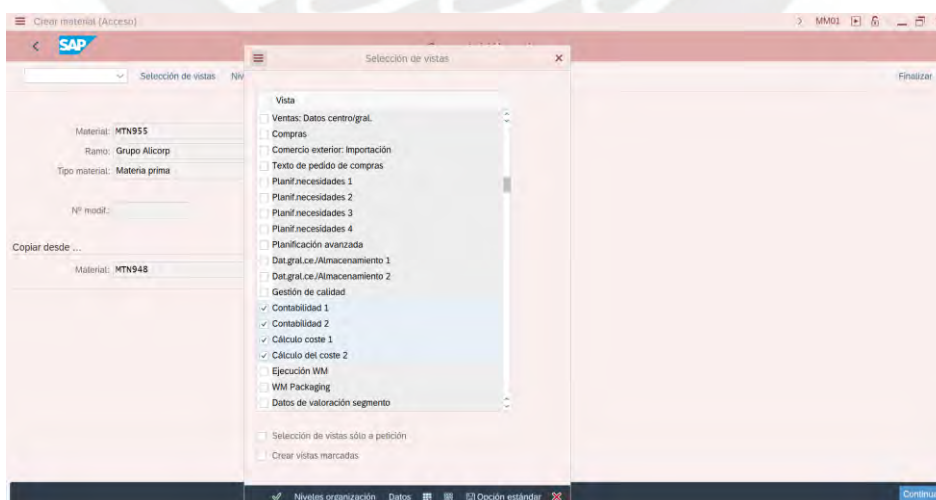 Crear material (Acceso)
MM01
SAP
Selección de vistas
Selección de vistas
Finalizar
Vista
Ventas: Datos centro/gral.
Compras
Material: MTN955
Comercio exterior: Importación
Ramo: Grupo Alicorp
Texto de pedido de compras
Tipo material: Materia prima
Planif.necesidades 1
Planif.necesidades 2
Planif.necesidades 3
Nº modif.:
Planif.necesidades 4
Planificación avanzada
Copiar desde ...
Dat.gral.ce./Almacenamiento 1
Material: MTN948
Dat.gral.ce./Almacenamiento 2
Gestión de calidad
Contabilidad 1
Contabilidad 2
Cálculo coste 1
Cálculo del coste 2
Ejecución WM
WM Packaging
Datos de valoración segmento
Selección de vistas sólo a petición
Crear vistas marcadas
Niveles organización Datos Opción estándar
Continua